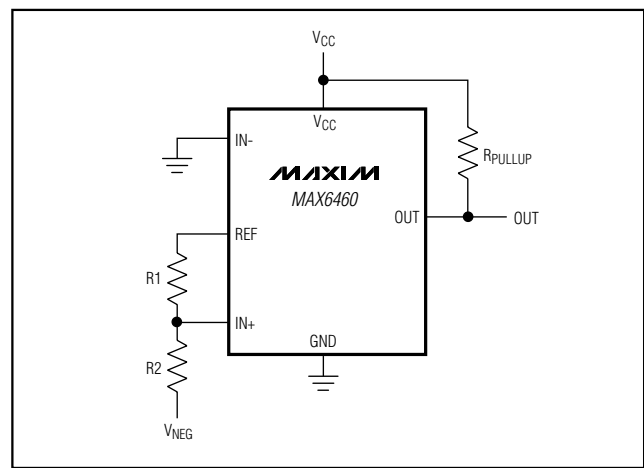 VCC
VCC
IN-
RPULLUP
MAXIM
MAX6460
OUT
OUT
REF
R1
IN+
GND
R2
VNEG